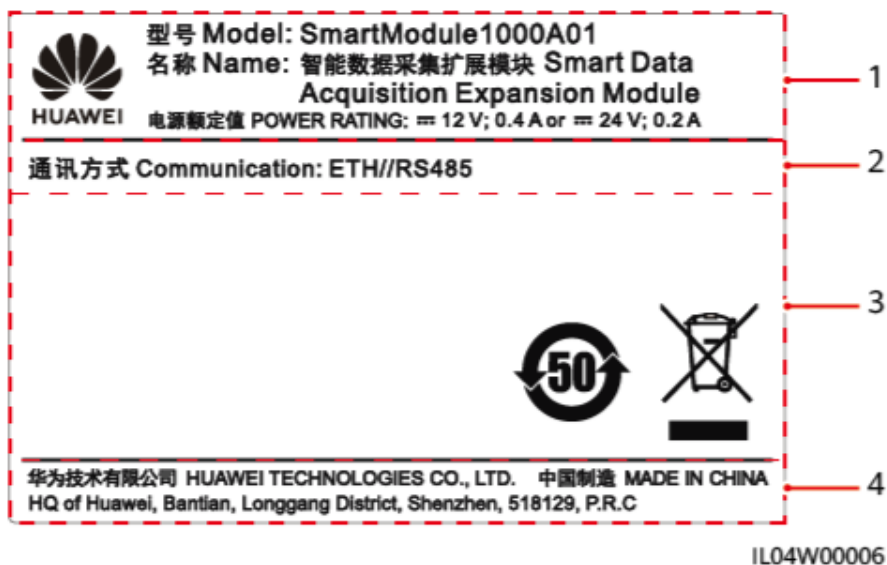 型号 Model: SmartModule1000A01
名称 Name: 智能数据采集扩展模块 Smart Data
Acquisition Expansion Module
HUAWEI
电源额定值 POWER RATING: ⎓ 12 V; 0.4 A or ⎓ 24 V; 0.2 A
1
通讯方式 Communication: ETH//RS485
2
3
50
华为技术有限公司 HUAWEI TECHNOLOGIES CO., LTD. 中国制造 MADE IN CHINA
HQ of Huawei, Bantian, Longgang District, Shenzhen, 518129, P.R.C
4
IL04W00006